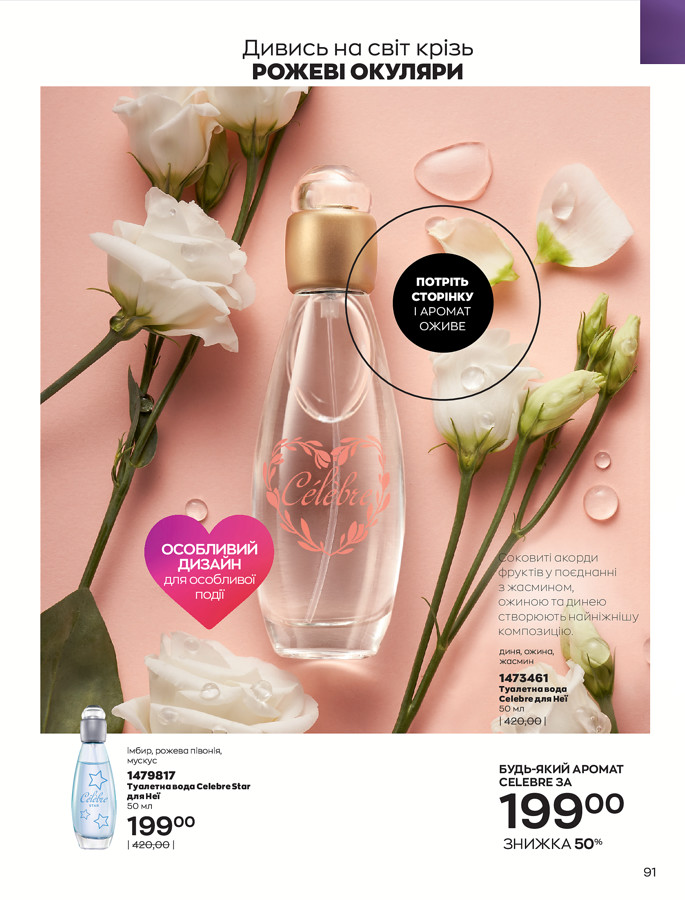 Дивись на світ крізь
РОЖЕВІ ОКУЛЯРИ
ПОТРІТЬ
СТОРІНКУ
І АРОМАТ
ОЖИВЕ
Célebre
ОСОБЛИВИЙ
ДИЗАЙН
для особливої
події
Соковиті акорди
фруктів у поєднанні
з жасмином,
ожиною та динею
створюють найніжнішу
композицію.
диня, ожина,
жасмин
1473461
Туалетна вода
Celebre для Неї
50 мл
| 420,00 |
Célebre
STAR
імбир, рожева півонія,
мускус
1479817
Туалетна вода Celebre Star
для Неї
50 мл
19900
| 420,00 |
БУДЬ-ЯКИЙ АРОМАТ
CELEBRE ЗА
19900
ЗНИЖКА 50%
91